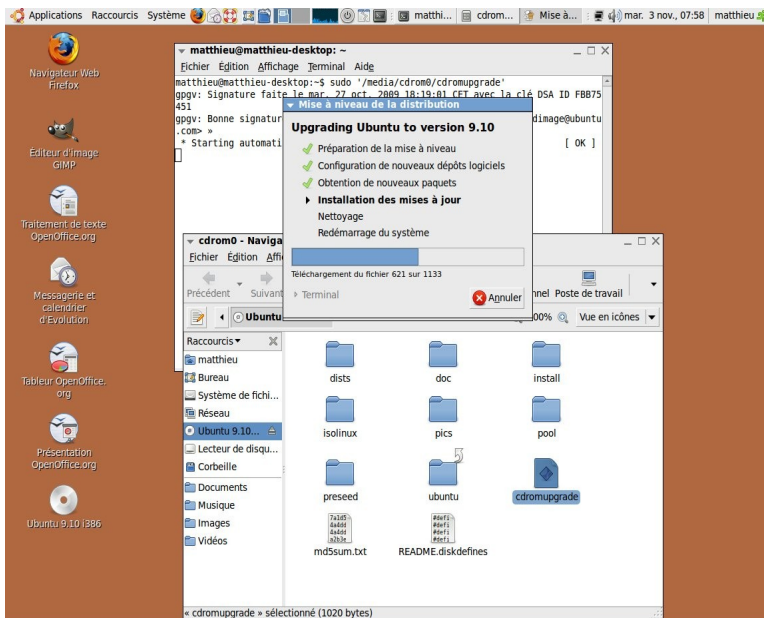 Applications Raccourcis Système
matthi... cdrom... Mise à... mar. 3 nov., 07:58 matthieu
Navigateur Web
Firefox
Éditeur d'image
GIMP
Traitement de texte
OpenOffice.org
Messagerie et
calendrier
d'Evolution
Tableur OpenOffice.
org
Présentation
OpenOffice.org
Ubuntu 9.10 i386
matthieu@matthieu-desktop: ~
Fichier Édition Affichage Terminal Aide
matthieu@matthieu-desktop:~$ sudo '/media/cdrom0/cdromupgrade'
gpgv: Signature faite le mar. 27 oct. 2009 18:19:01 CET avec la clé DSA ID FBB75
451
gpgv: Bonne signatur dimage@ubuntu
.com> »
* Starting automati [ OK ]
Mise à niveau de la distribution
Upgrading Ubuntu to version 9.10
Préparation de la mise à niveau
Configuration de nouveaux dépôts logiciels
Obtention de nouveaux paquets
Installation des mises à jour
Nettoyage
Redémarrage du système
Téléchargement du fichier 621 sur 1133
Terminal
Annuler
cdrom0 - Naviga
Fichier Édition Affi
Précédent Suivant nnel Poste de travail
Ubuntu 00% Vue en icônes
Raccourcis
matthieu
Bureau
Système de fichi...
Réseau
Ubuntu 9.10...
Lecteur de disqu...
Corbeille
Documents
Musique
Images
Vidéos
dists doc install
isolinux pics pool
preseed ubuntu cdromupgrade
md5sum.txt README.diskdefines
« cdromupgrade » sélectionné (1020 bytes)